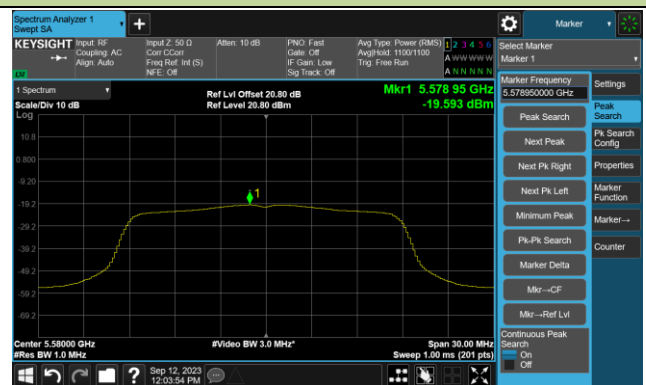 Spectrum Analyzer 1
Swept SA
Marker
KEYSIGHT
Input: RF
Coupling: AC
Align: Auto
Input Z: 50 Ω
Corr CCorr
Freq Ref: Int (S)
NFE: Off
Atten: 10 dB
PNO: Fast
Gate: Off
IF Gain: Low
Sig Track: Off
Avg Type: Power (RMS)
Avg|Hold: 1100/1100
Trig: Free Run
1 2 3 4 5 6
A W W W W W
A N N N N N
Select Marker
Marker 1
LXI
1 Spectrum
Scale/Div 10 dB
Log
Ref Lvl Offset 20.80 dB
Ref Level 20.80 dBm
Mkr1 5.578 95 GHz
-19.593 dBm
10.8
0.800
-9.20
-19.2
-29.2
-39.2
-49.2
-59.2
-69.2
1
Center 5.58000 GHz
#Res BW 1.0 MHz
#Video BW 3.0 MHz*
Span 30.00 MHz
Sweep 1.00 ms (201 pts)
Marker Frequency
5.578950000 GHz
Peak Search
Next Peak
Next Pk Right
Next Pk Left
Minimum Peak
Pk-Pk Search
Marker Delta
Mkr→CF
Mkr→Ref Lvl
Continuous Peak
Search
On
Off
Settings
Peak
Search
Pk Search
Config
Properties
Marker
Function
Marker→
Counter
?
Sep 12, 2023
12:03:54 PM